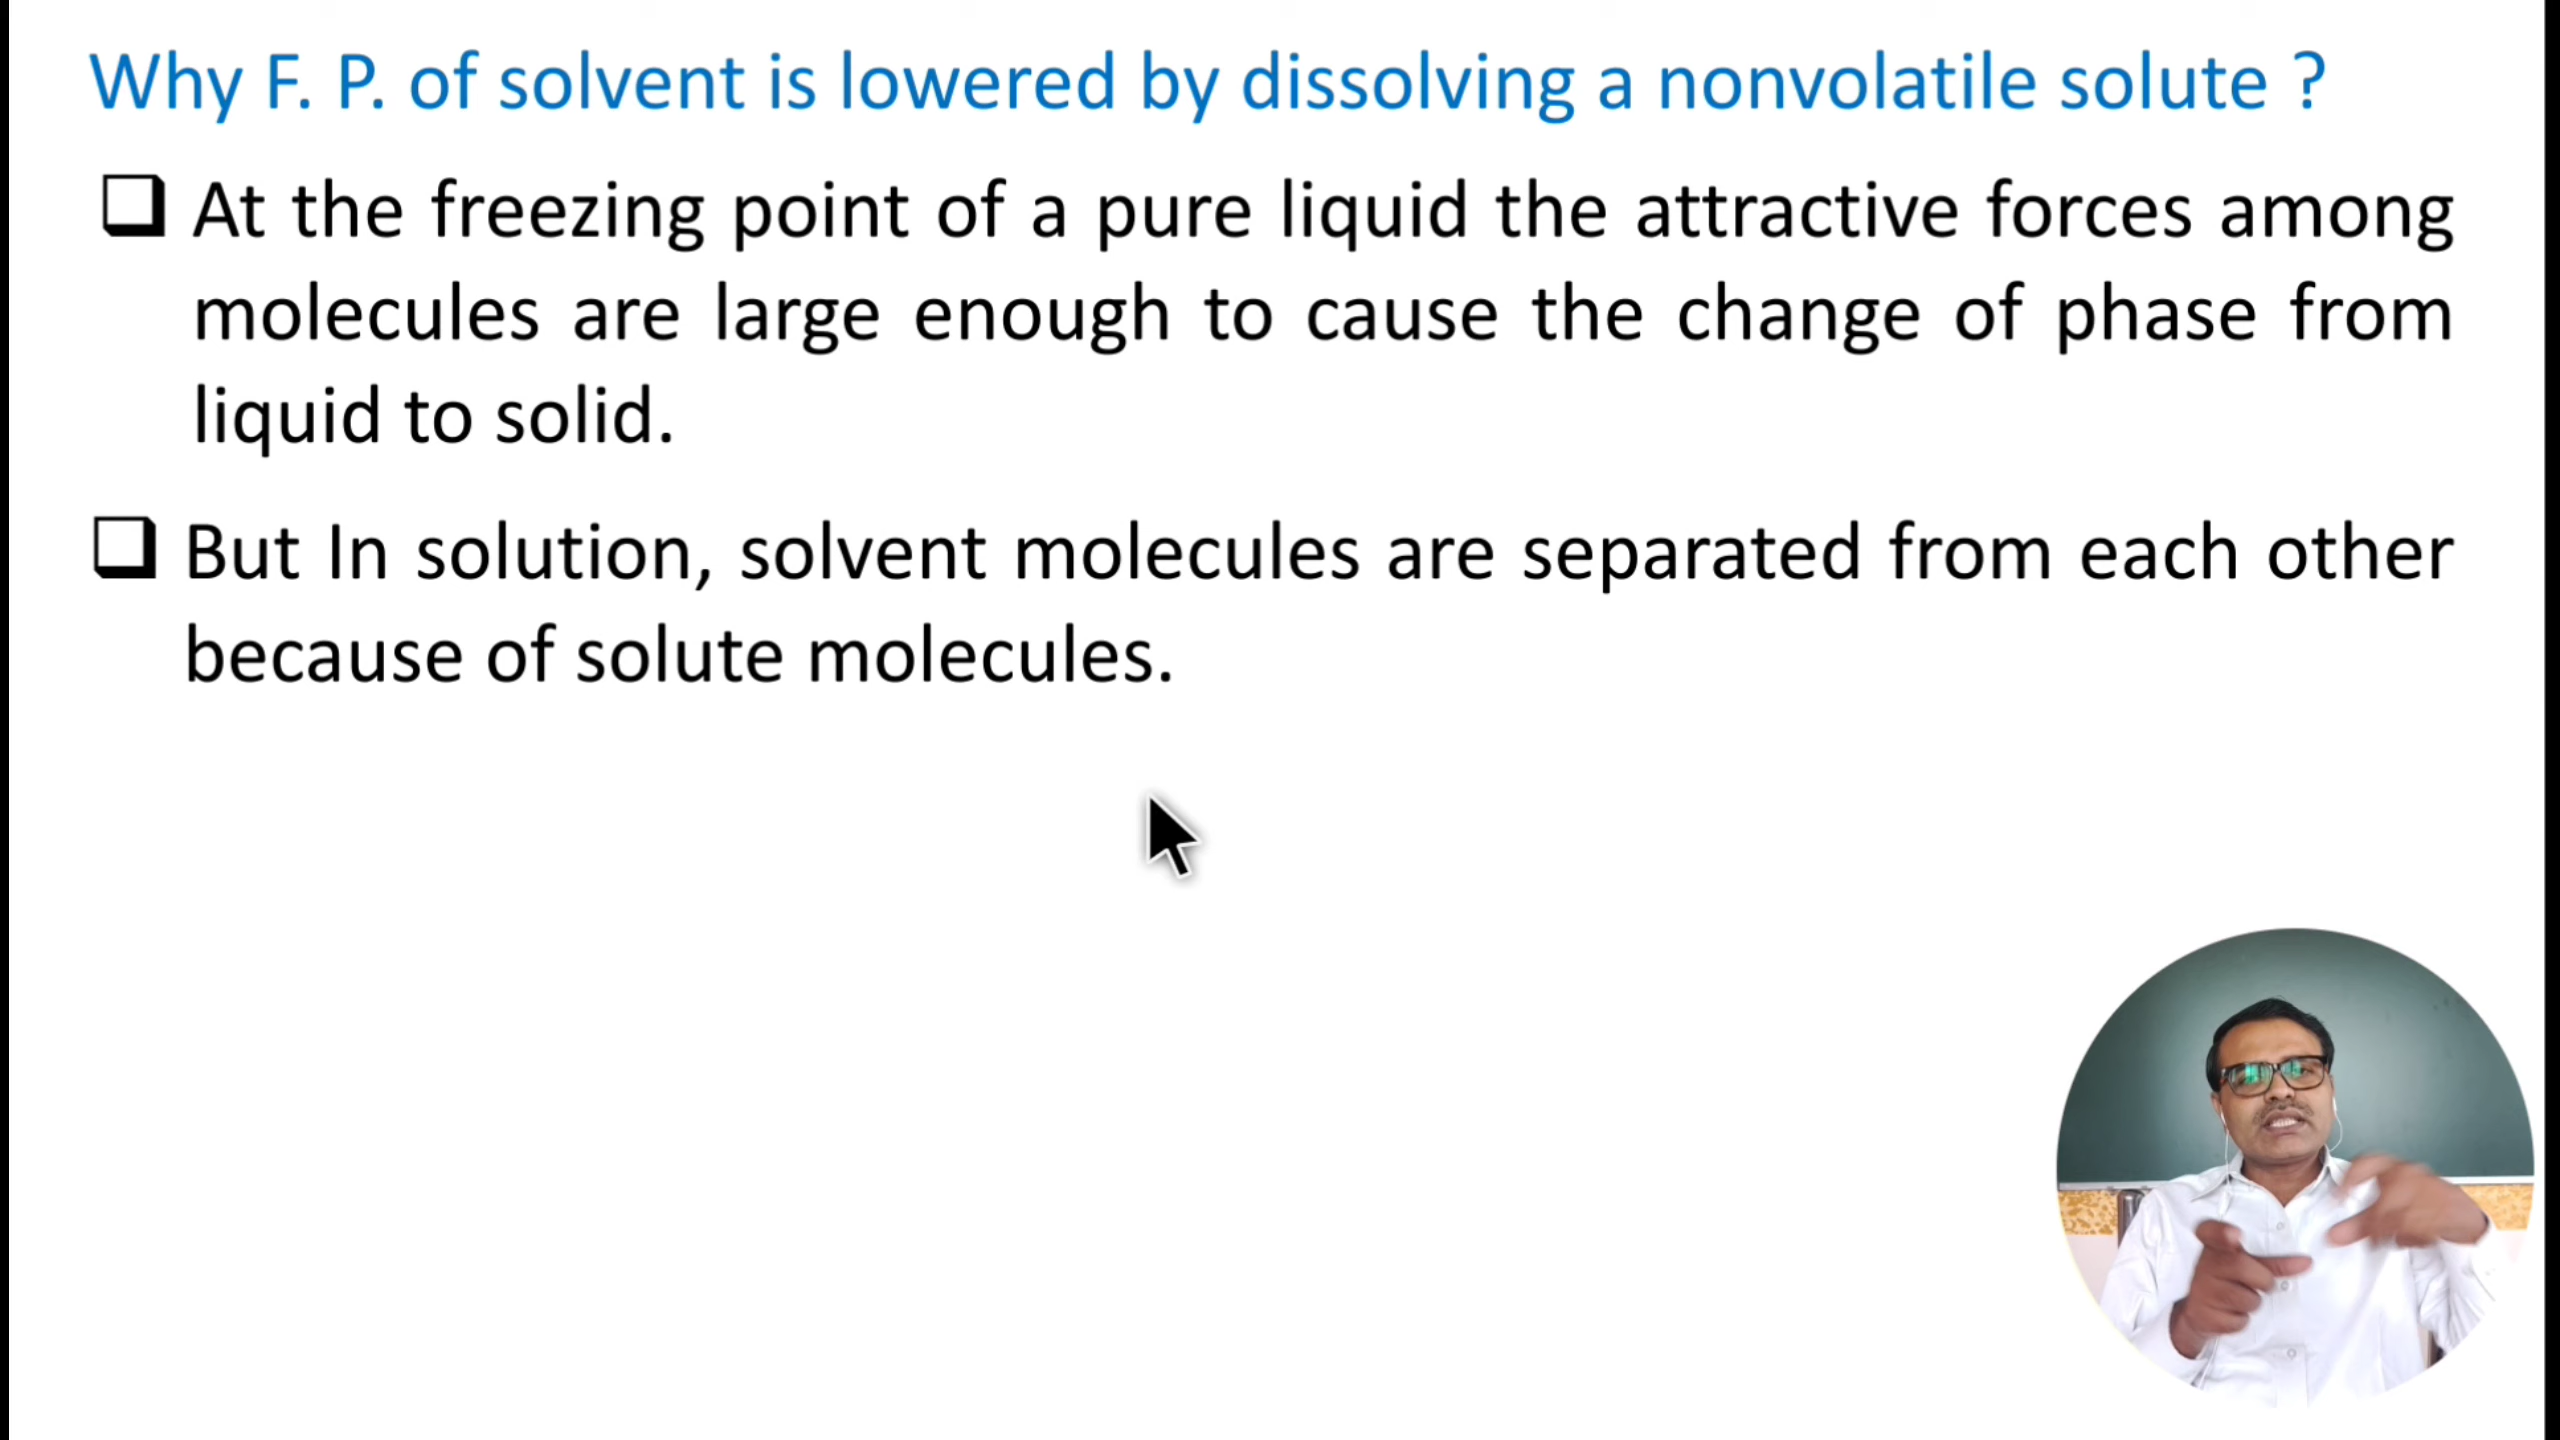 Why F. P. of solvent is lowered by dissolving a nonvolatile solute ?
At the freezing point of a pure liquid the attractive forces among
molecules are large enough to cause the change of phase from
liquid to solid.
But In solution, solvent molecules are separated from each other
because of solute molecules.